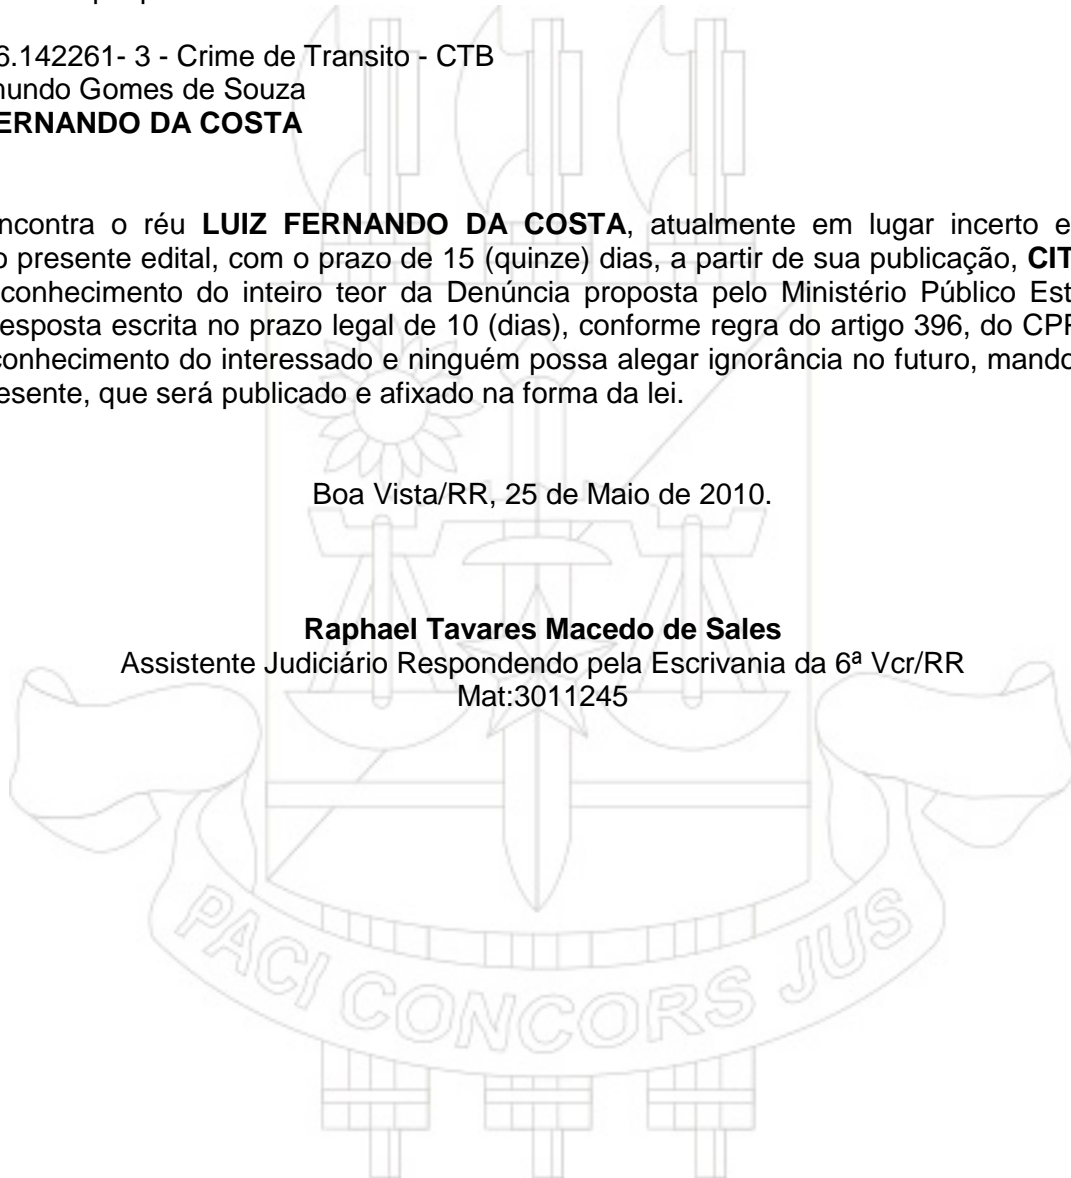 6.142261- 3 - Crime de Transito - CTB
nundo Gomes de Souza
ERNANDO DA COSTA
ncontra o réu LUIZ FERNANDO DA COSTA, atualmente em lugar incerto e
o presente edital, com o prazo de 15 (quinze) dias, a partir de sua publicação, CIT
conhecimento do inteiro teor da Denúncia proposta pelo Ministério Público Est
esposta escrita no prazo legal de 10 (dias), conforme regra do artigo 396, do CPP
conhecimento do interessado e ninguém possa alegar ignorância no futuro, mando
esente, que será publicado e afixado na forma da lei.
Boa Vista/RR, 25 de Maio de 2010.
Raphael Tavares Macedo de Sales
Assistente Judiciário Respondendo pela Escrivania da 6ª Vcr/RR
Mat:3011245
PACI CONCORS JUS